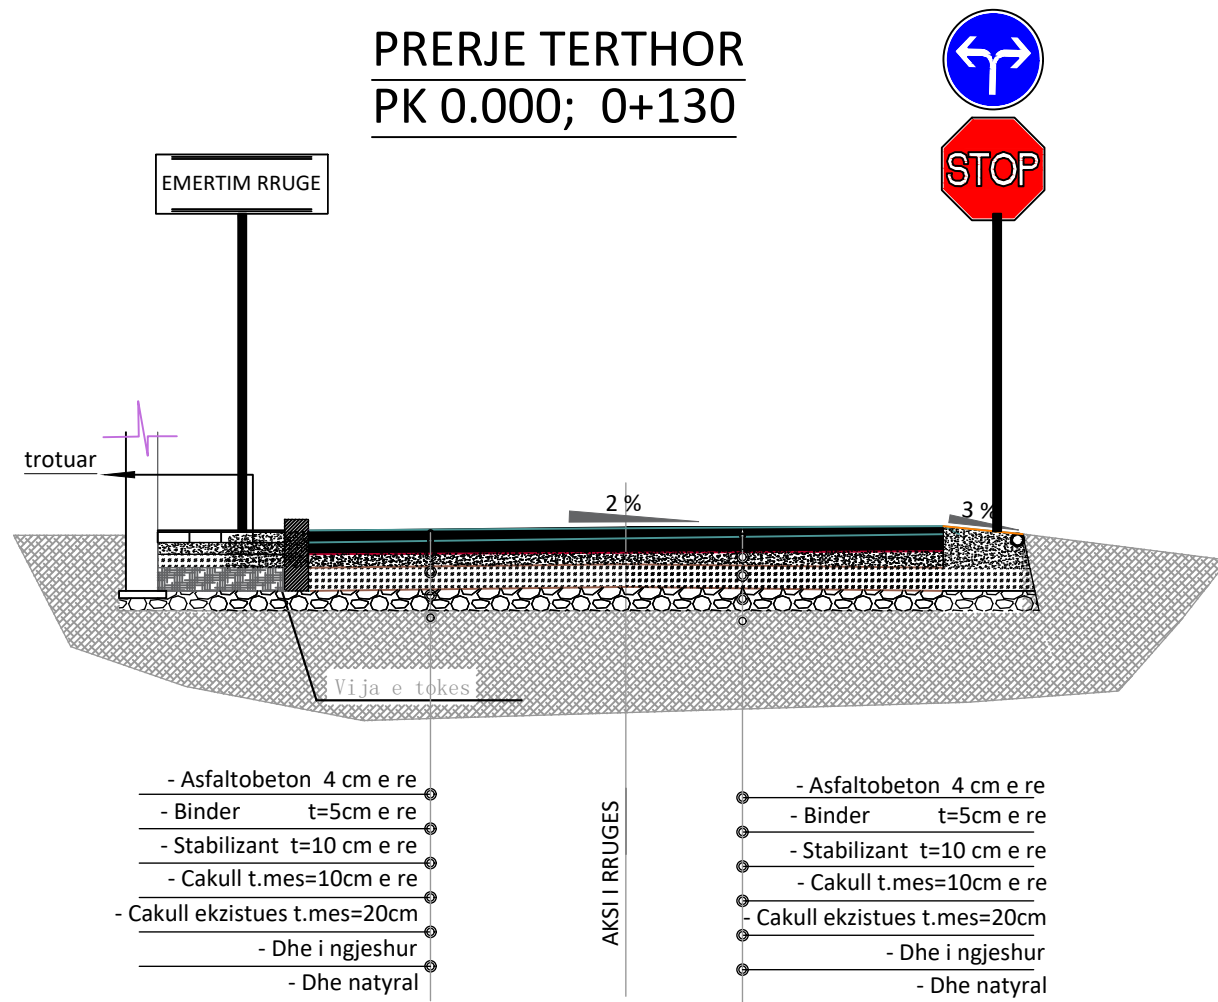 PRERJE TERTHOR
PK 0.000; 0+130
EMERTIM RRUGE
STOP
trotuar
2 %
3 %
Vija e tokes
- Asfaltobeton 4 cm e re
- Binder t=5cm e re
- Stabilizant t=10 cm e re
- Cakull t.mes=10cm e re
- Cakull ekzistues t.mes=20cm
- Dhe i ngjeshur
- Dhe natyral
AKSI I RRUGES
- Asfaltobeton 4 cm e re
- Binder t=5cm e re
- Stabilizant t=10 cm e re
- Cakull t.mes=10cm e re
- Cakull ekzistues t.mes=20cm
- Dhe i ngjeshur
- Dhe natyral